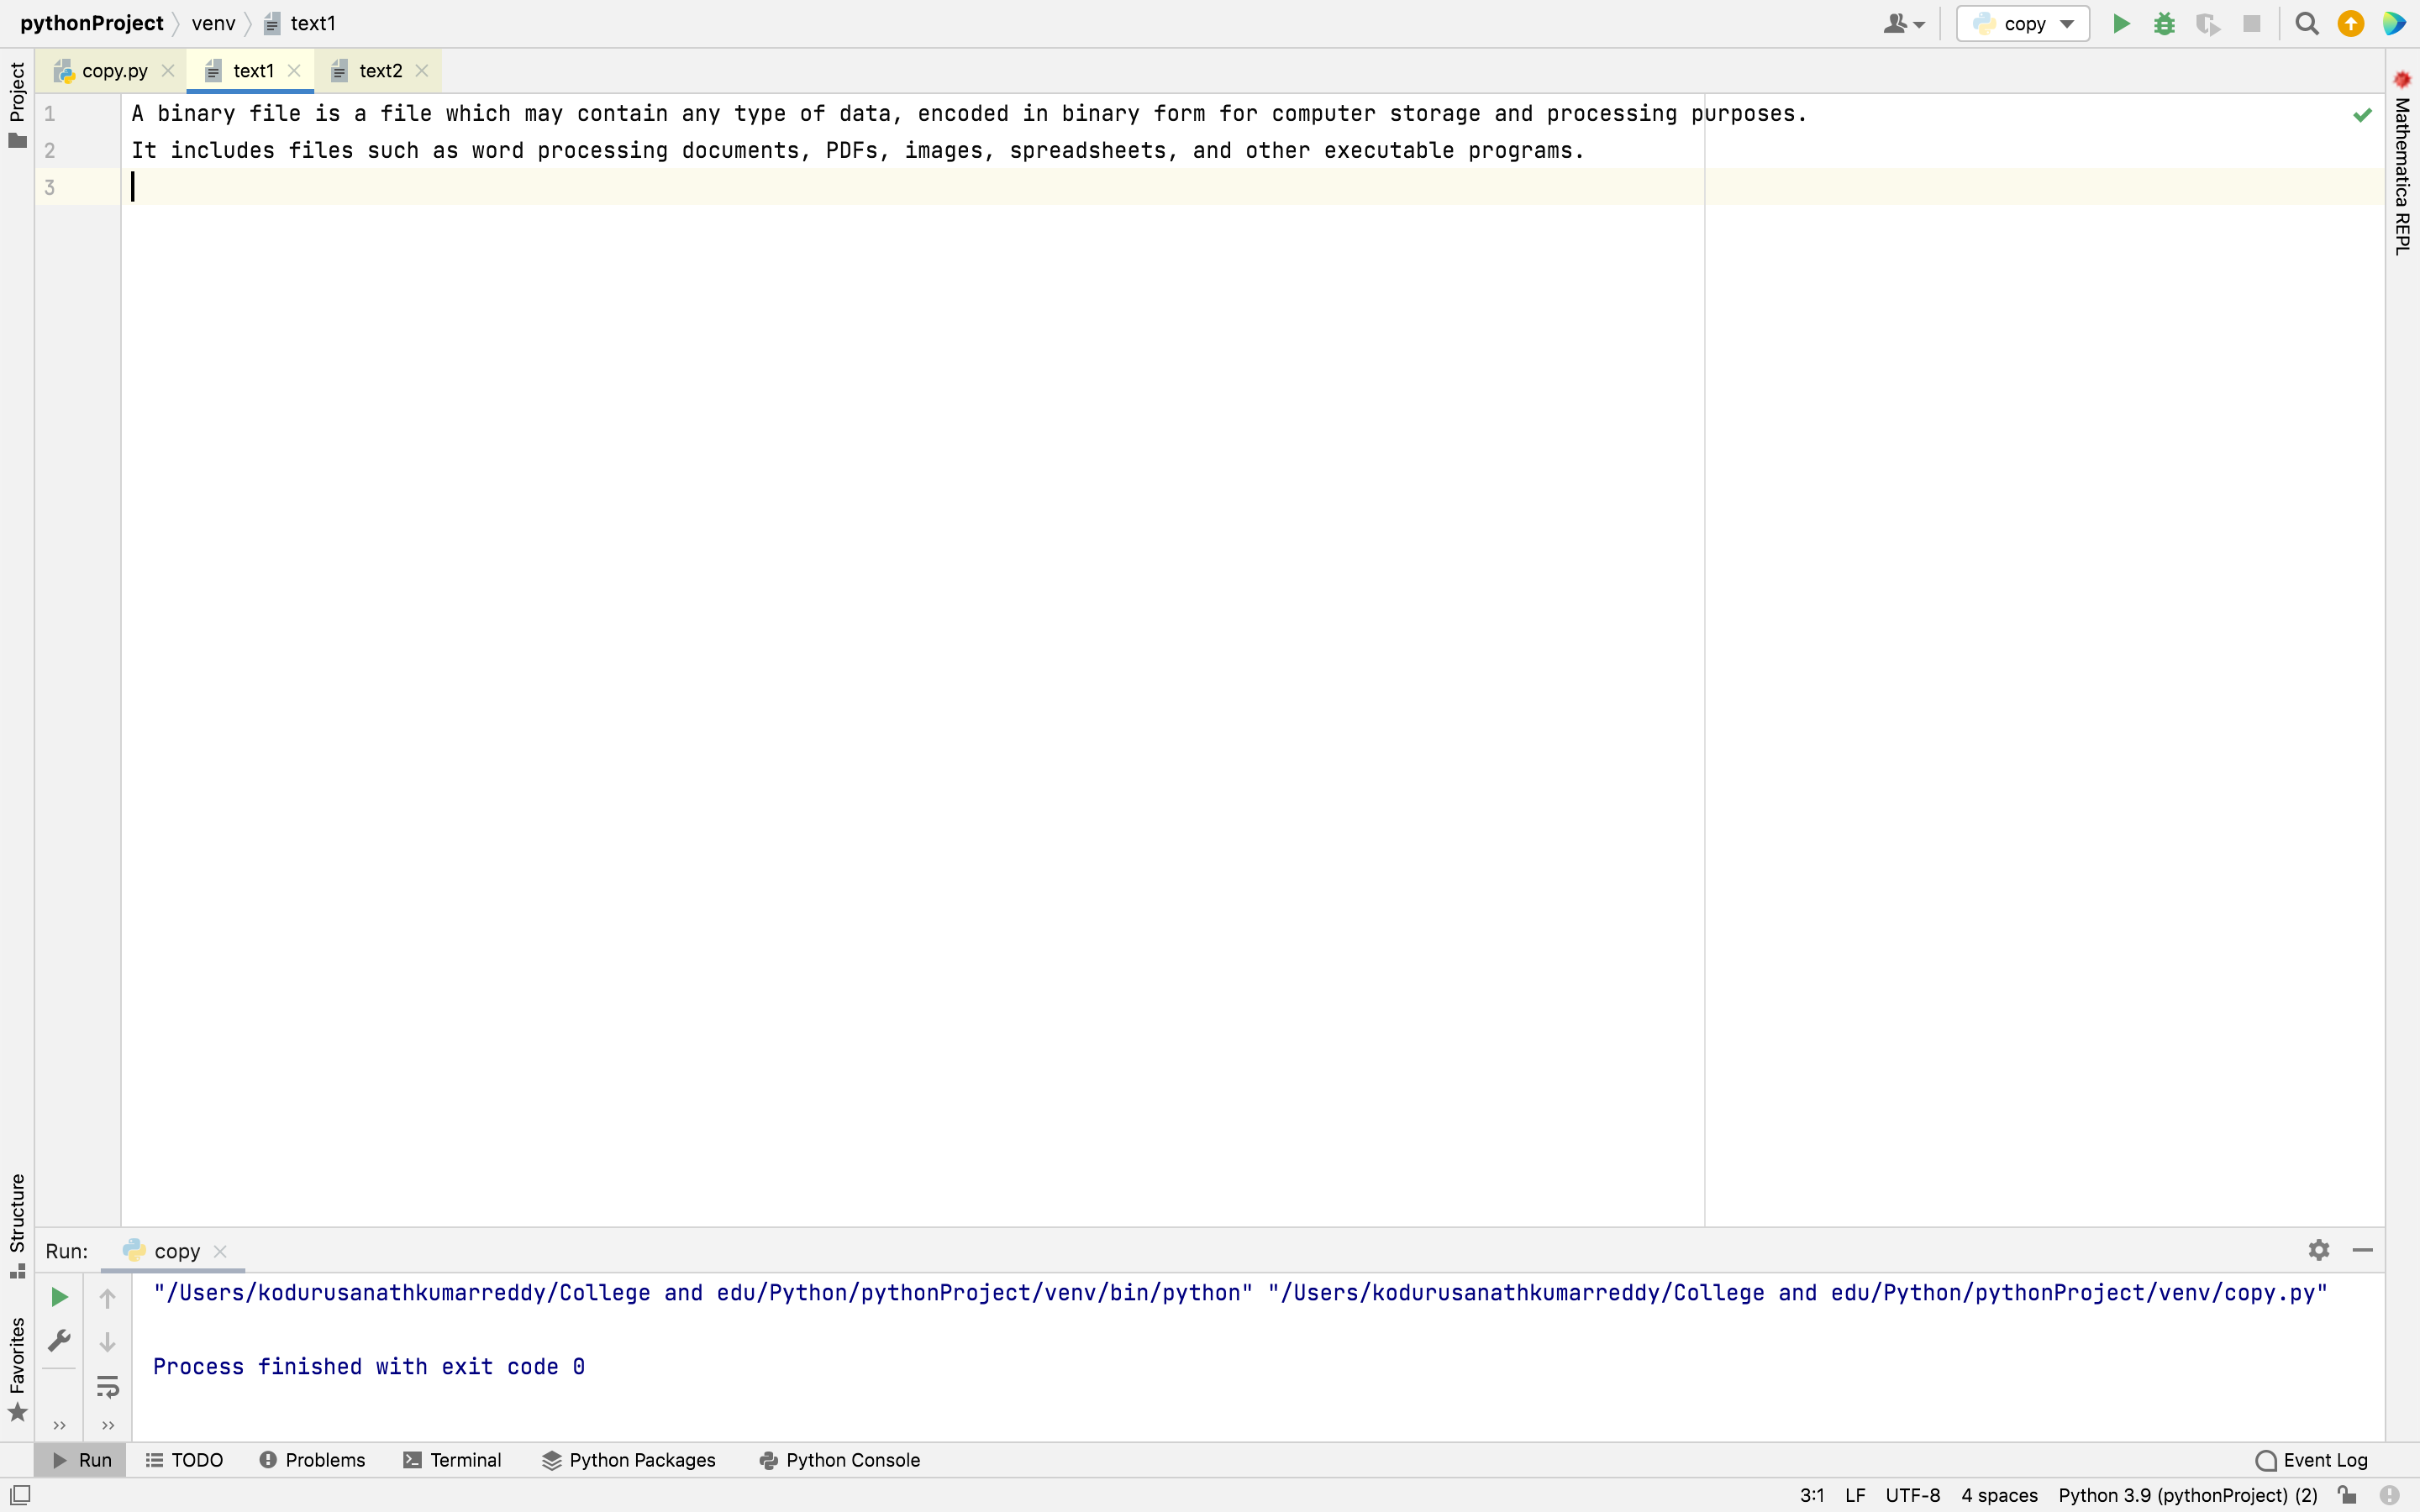 pythonProject venv text1 copy
copy.py text1 text2
Project
Mathematica REPL
1 A binary file is a file which may contain any type of data, encoded in binary form for computer storage and processing purposes.
2 It includes files such as word processing documents, PDFs, images, spreadsheets, and other executable programs.
3
Structure
Favorites
Run: copy
"/Users/kodurusanathkumarreddy/College and edu/Python/pythonProject/venv/bin/python" "/Users/kodurusanathkumarreddy/College and edu/Python/pythonProject/venv/copy.py"
Process finished with exit code 0
Run TODO Problems Terminal Python Packages Python Console Event Log
3:1 LF UTF-8 4 spaces Python 3.9 (pythonProject) (2)